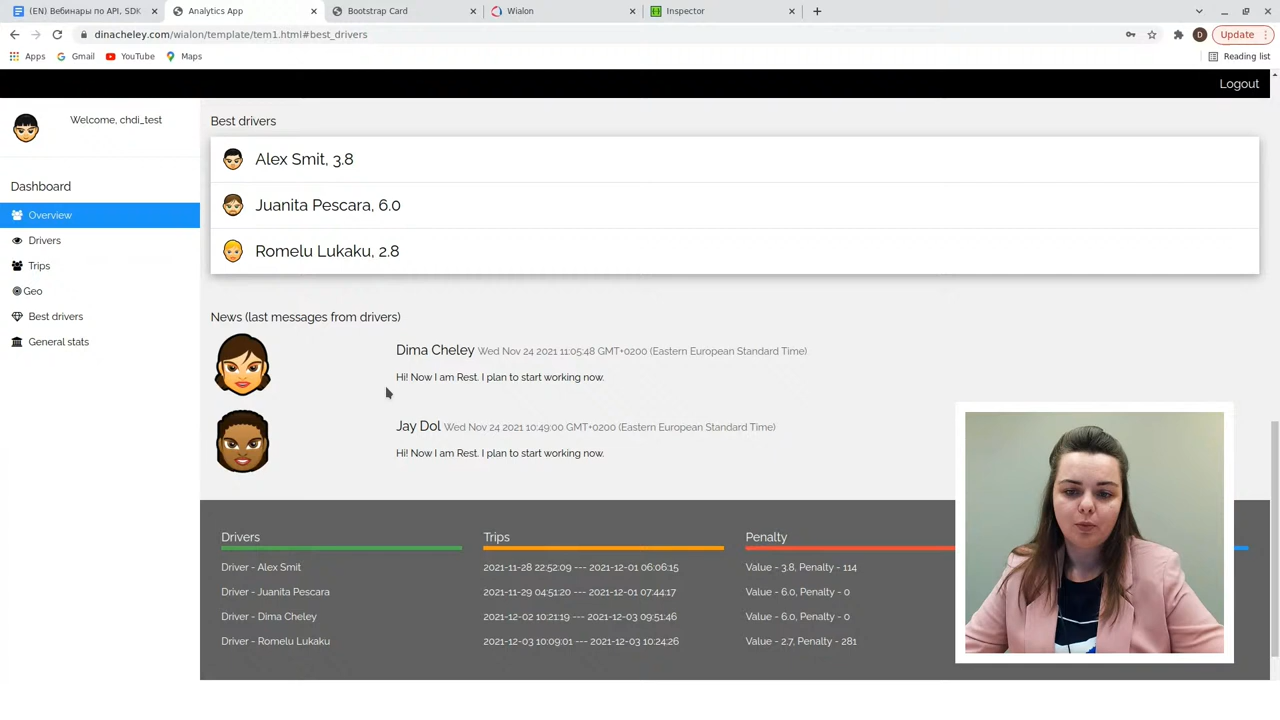 (EN) Вебинары по API, SDK
Analytics App
Bootstrap Card
Wialon
Inspector
dinacheley.com/wialon/template/tem1.html#best_drivers
D
Update
Apps
Gmail
YouTube
Maps
Reading list
Logout
Welcome, chdi_test
Dashboard
Overview
Drivers
Trips
Geo
Best drivers
General stats
Best drivers
Alex Smit, 3.8
Juanita Pescara, 6.0
Romelu Lukaku, 2.8
News (last messages from drivers)
Dima Cheley Wed Nov 24 2021 11:05:48 GMT+0200 (Eastern European Standard Time)
Hi! Now I am Rest. I plan to start working now.
Jay Dol Wed Nov 24 2021 10:49:00 GMT+0200 (Eastern European Standard Time)
Hi! Now I am Rest. I plan to start working now.
Drivers
Driver - Alex Smit
Driver - Juanita Pescara
Driver - Dima Cheley
Driver - Romelu Lukaku
Trips
2021-11-28 22:52:09 --- 2021-12-01 06:06:15
2021-11-29 04:51:20 --- 2021-12-01 07:44:17
2021-12-02 10:21:19 --- 2021-12-03 09:51:46
2021-12-03 10:09:01 --- 2021-12-03 10:24:26
Penalty
Value - 3.8, Penalty - 114
Value - 6.0, Penalty - 0
Value - 6.0, Penalty - 0
Value - 2.7, Penalty - 281